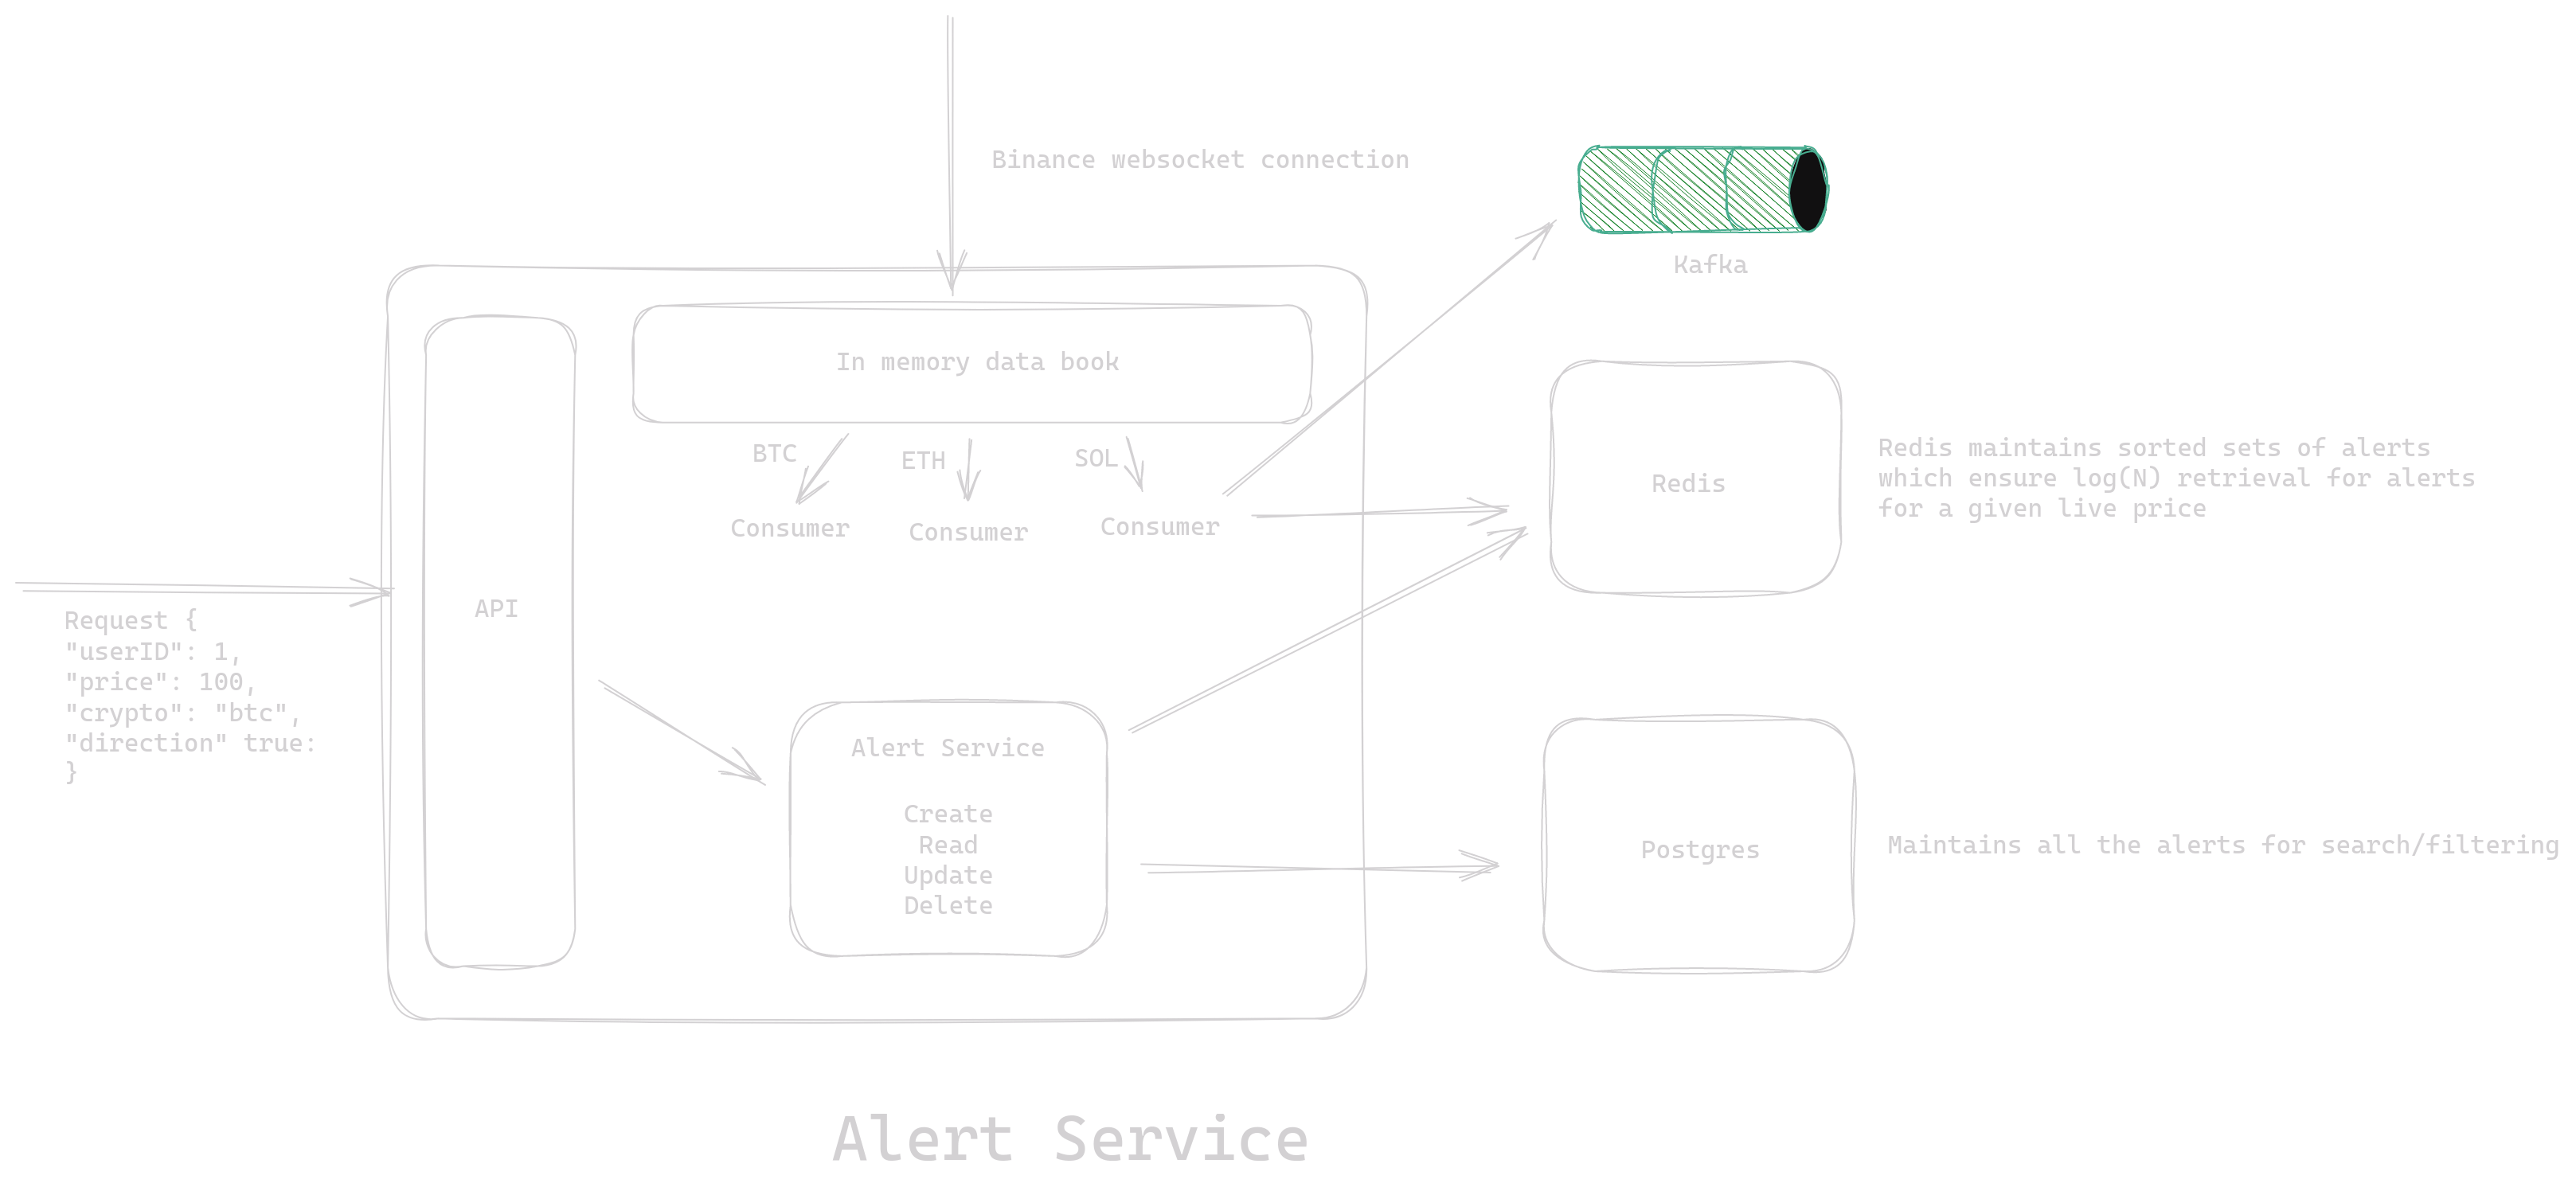 Binance websocket connection
Kafka
In memory data book
BTC
ETH
SOL
Consumer
Consumer
Consumer
Redis
Redis maintains sorted sets of alerts
which ensure log(N) retrieval for alerts
for a given live price
API
Request {
"userID": 1,
"price": 100,
"crypto": "btc",
"direction" true:
}
Alert Service
Create
Read
Update
Delete
Postgres
Maintains all the alerts for search/filtering
Alert Service